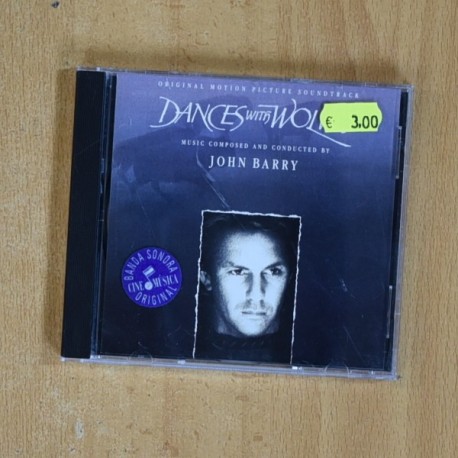 ORIGINAL MOTION PICTURE SOUNDTRACK
DANCES WITH WOL
€ 3,00
MUSIC COMPOSED AND CONDUCTED BY
JOHN BARRY
BANDA SONORA
CINE MÚSICA
ORIGINAL